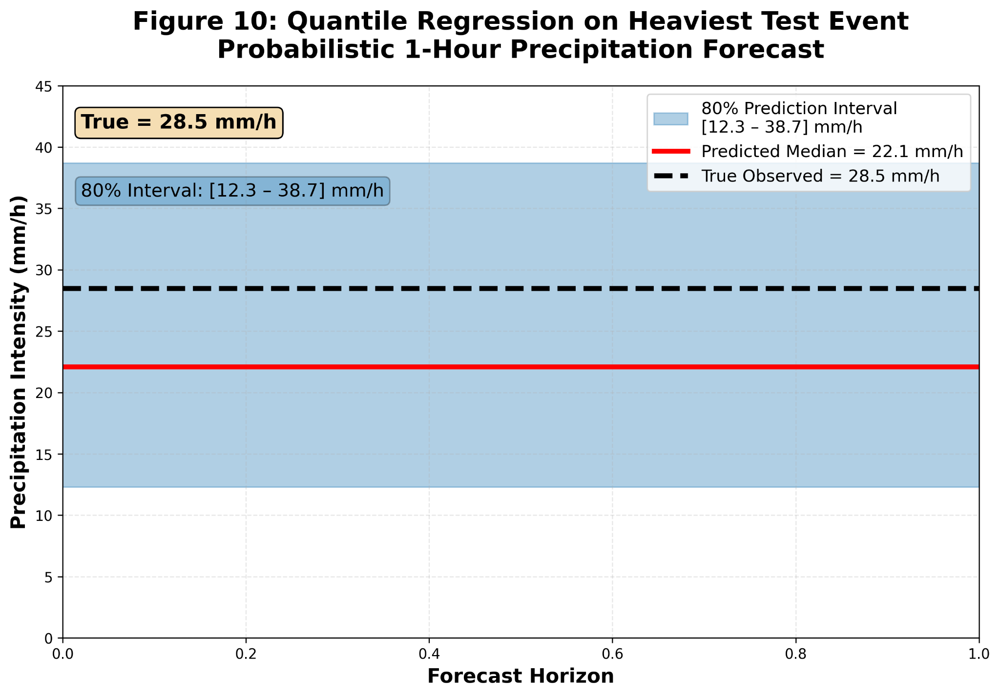 Figure 10: Quantile Regression on Heaviest Test Event
Probabilistic 1-Hour Precipitation Forecast
Precipitation Intensity (mm/h)
45
40
35
30
25
20
15
10
5
0
True = 28.5 mm/h
80% Interval: [12.3 – 38.7] mm/h
80% Prediction Interval
[12.3 – 38.7] mm/h
Predicted Median = 22.1 mm/h
True Observed = 28.5 mm/h
0.0 0.2 0.4 0.6 0.8 1.0
Forecast Horizon